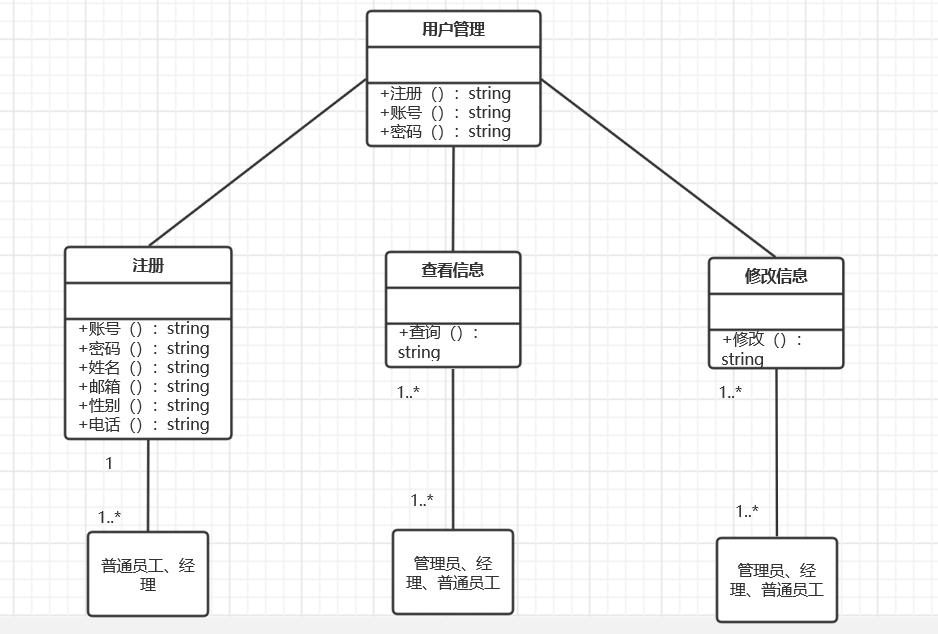 用户管理
+注册（）：string
+账号（）：string
+密码（）：string
注册
+账号（）：string
+密码（）：string
+姓名（）：string
+邮箱（）：string
+性别（）：string
+电话（）：string
1
1..*
普通员工、经
理
查看信息
+查询（）：
string
1..*
1..*
管理员、经
理、普通员工
修改信息
+修改（）：
string
1..*
1..*
管理员、经
理、普通员工